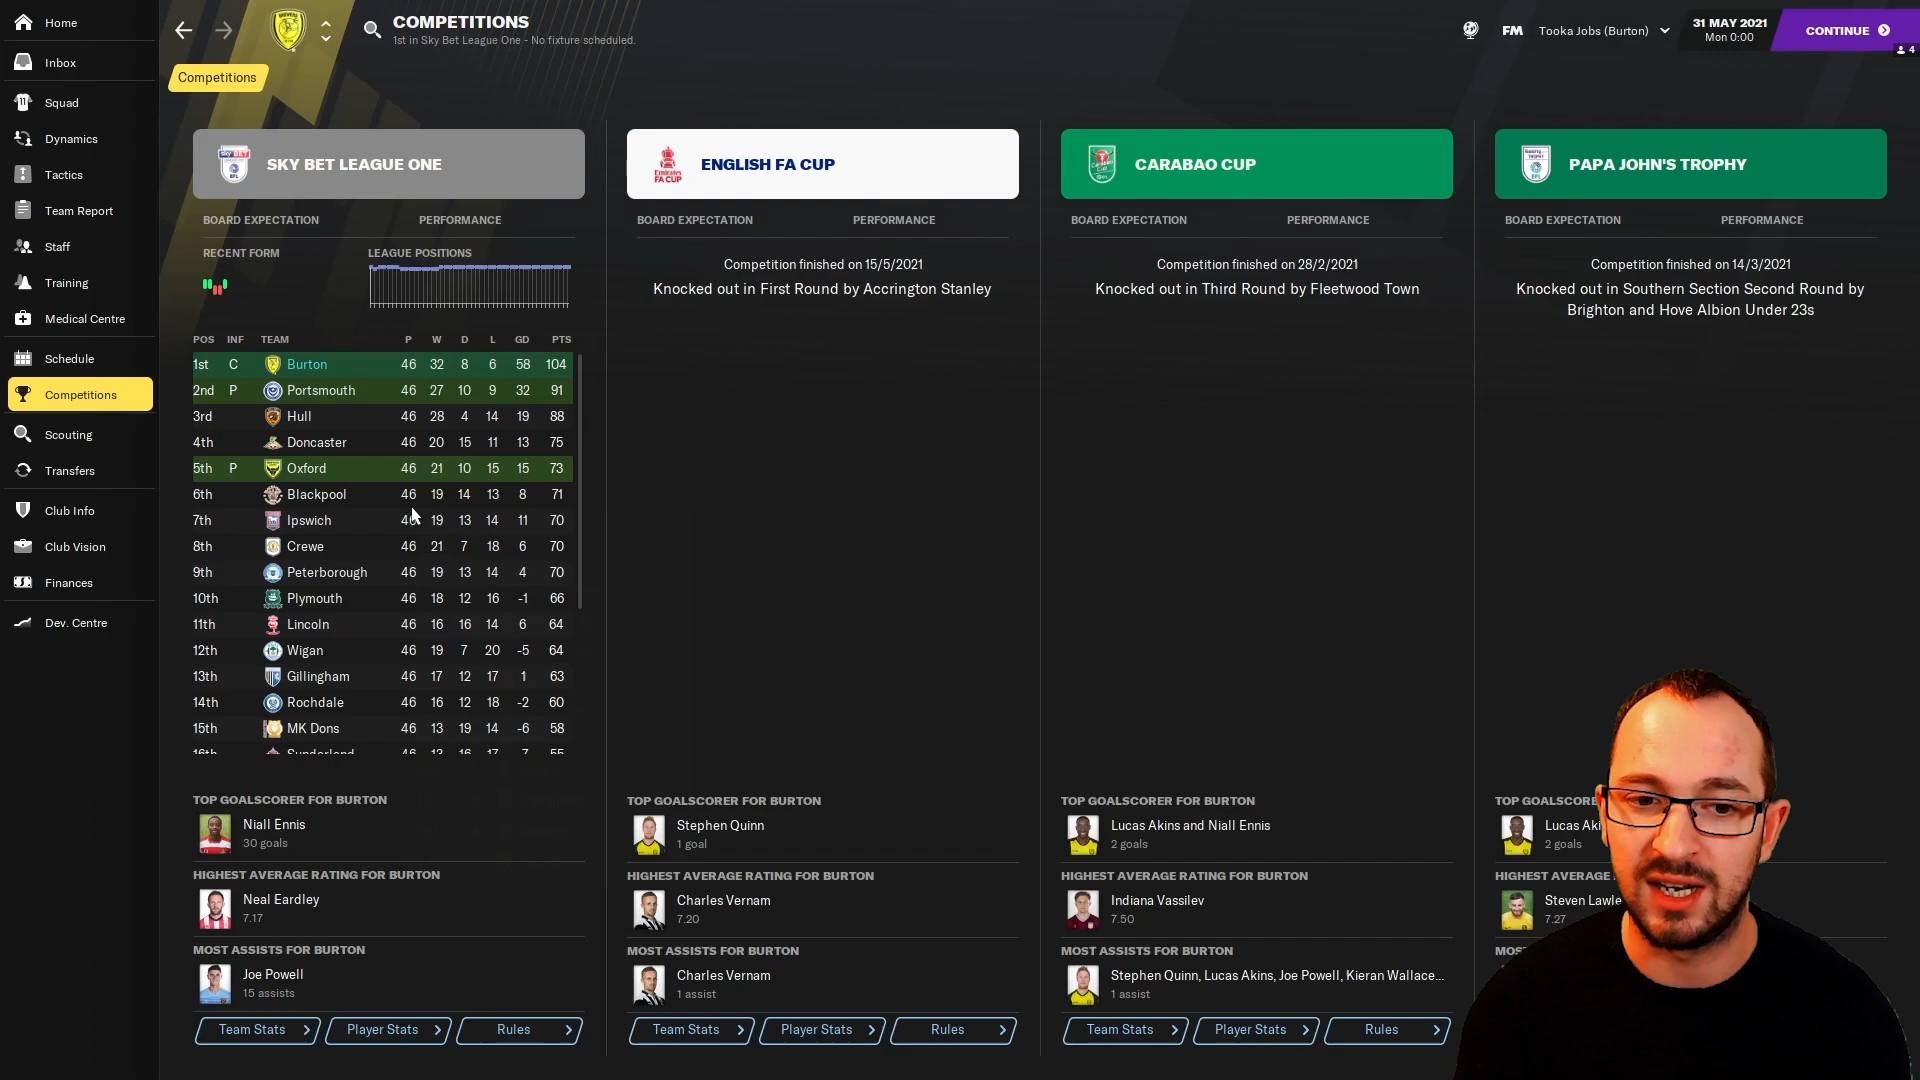 Home
Inbox
Squad
Dynamics
Tactics
Team Report
Staff
Training
Medical Centre
Schedule
Competitions
Scouting
Transfers
Club Info
Club Vision
Finances
Dev. Centre
COMPETITIONS
1st in Sky Bet League One - No fixture scheduled.
FM
Tooka Jobs (Burton)
31 MAY 2021
Mon 0:00
CONTINUE
4
Competitions
SKY BET LEAGUE ONE
BOARD EXPECTATION PERFORMANCE
RECENT FORM LEAGUE POSITIONS
POS INF TEAM P W D L GD PTS
1st C Burton 46 32 8 6 58 104
2nd P Portsmouth 46 27 10 9 32 91
3rd Hull 46 28 4 14 19 88
4th Doncaster 46 20 15 11 13 75
5th P Oxford 46 21 10 15 15 73
6th Blackpool 46 19 14 13 8 71
7th Ipswich 46 19 13 14 11 70
8th Crewe 46 21 7 18 6 70
9th Peterborough 46 19 13 14 4 70
10th Plymouth 46 18 12 16 -1 66
11th Lincoln 46 16 16 14 6 64
12th Wigan 46 19 7 20 -5 64
13th Gillingham 46 17 12 17 1 63
14th Rochdale 46 16 12 18 -2 60
15th MK Dons 46 13 19 14 -6 58
16th Sunderland 46 13 16 17 -7 55
TOP GOALSCORER FOR BURTON
Niall Ennis
30 goals
HIGHEST AVERAGE RATING FOR BURTON
Neal Eardley
7.17
MOST ASSISTS FOR BURTON
Joe Powell
15 assists
Team Stats Player Stats Rules
ENGLISH FA CUP
Emirates
FA CUP
BOARD EXPECTATION PERFORMANCE
Competition finished on 15/5/2021
Knocked out in First Round by Accrington Stanley
TOP GOALSCORER FOR BURTON
Stephen Quinn
1 goal
HIGHEST AVERAGE RATING FOR BURTON
Charles Vernam
7.20
MOST ASSISTS FOR BURTON
Charles Vernam
1 assist
Team Stats Player Stats Rules
CARABAO CUP
BOARD EXPECTATION PERFORMANCE
Competition finished on 28/2/2021
Knocked out in Third Round by Fleetwood Town
TOP GOALSCORER FOR BURTON
Lucas Akins and Niall Ennis
2 goals
HIGHEST AVERAGE RATING FOR BURTON
Indiana Vassilev
7.50
MOST ASSISTS FOR BURTON
Stephen Quinn, Lucas Akins, Joe Powell, Kieran Wallace...
1 assist
Team Stats Player Stats Rules
PAPA JOHN'S TROPHY
BOARD EXPECTATION PERFORMANCE
Competition finished on 14/3/2021
Knocked out in Southern Section Second Round by
Brighton and Hove Albion Under 23s
TOP GOALSCORE
Lucas Aki
2 goals
HIGHEST AVERAGE
Steven Lawle
7.27
MOS